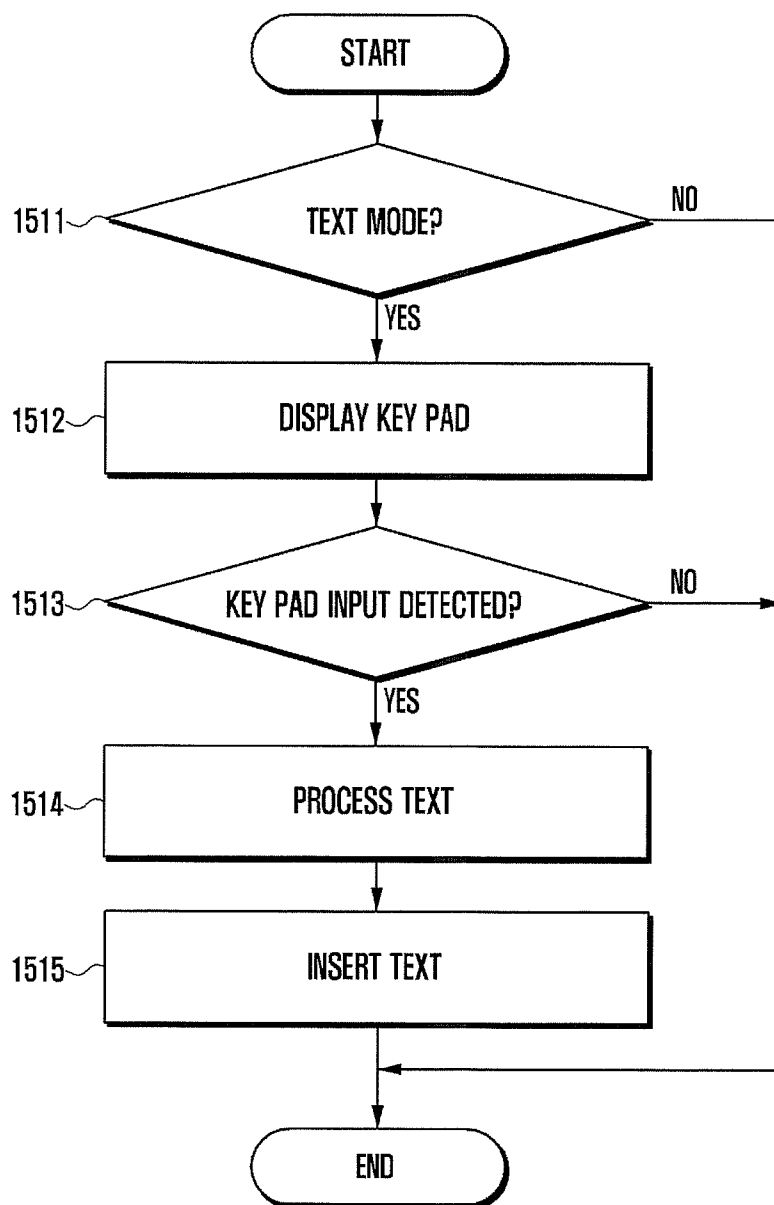 START
1511
TEXT MODE?
NO
YES
1512
DISPLAY KEY PAD
1513
KEY PAD INPUT DETECTED?
NO
YES
1514
PROCESS TEXT
1515
INSERT TEXT
END